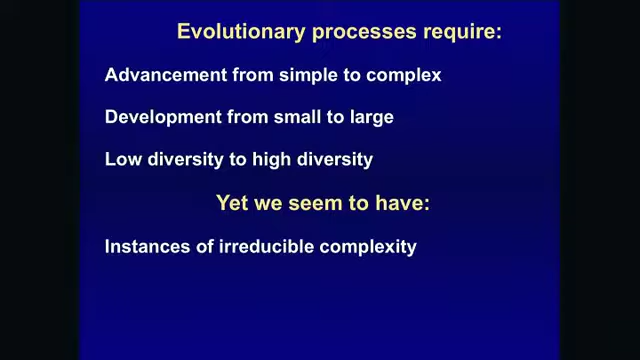 Evolutionary processes require:
Advancement from simple to complex
Development from small to large
Low diversity to high diversity
Yet we seem to have:
Instances of irreducible complexity